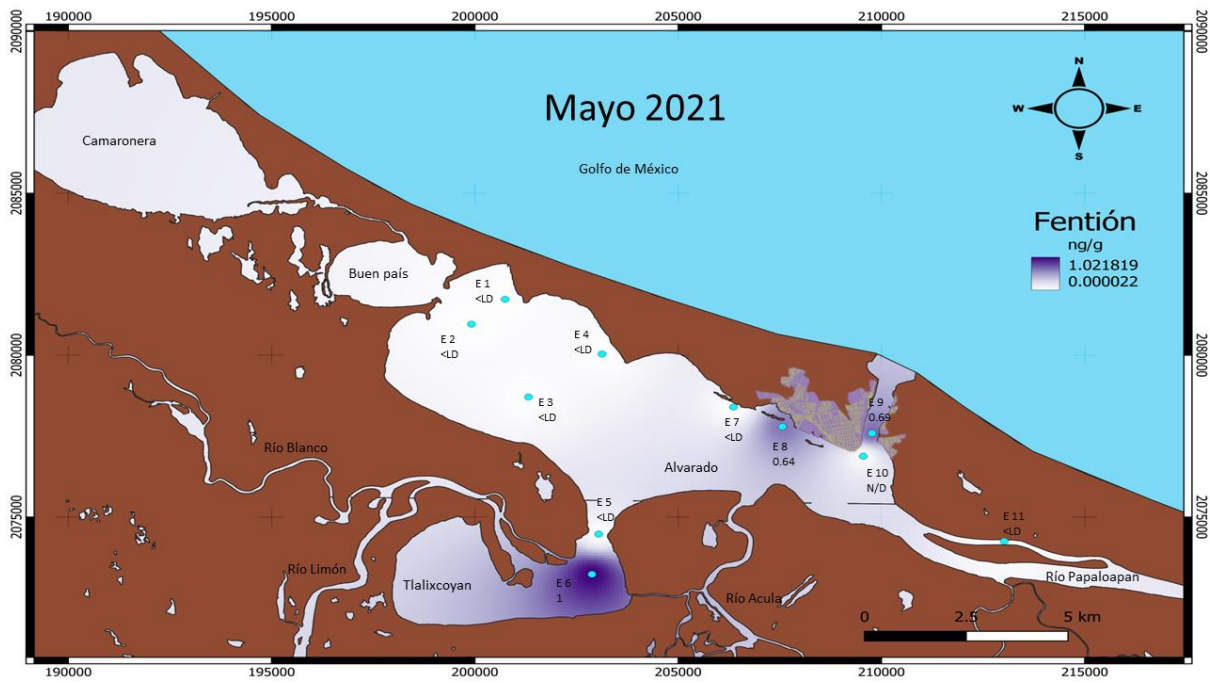 190000 195000 200000 205000 210000 215000
2090000 2090000
Mayo 2021
N
W E
S
Camaronera
Golfo de México
2085000 2085000
Fentión
ng/g
1.021819
0.000022
Buen país
E 1
<LD
E 2
<LD
E 4
<LD
2080000 2080000
E 3
<LD
E 7
<LD
E 9
0.69
E 8
0.64
Río Blanco
Alvarado
E 10
N/D
E 5
<LD
2075000 2075000
E 11
<LD
Río Limón
Tlalixcoyan
E 6
1
Río Acula
Río Papaloapan
0 2.5 5 km
190000 195000 200000 205000 210000 215000